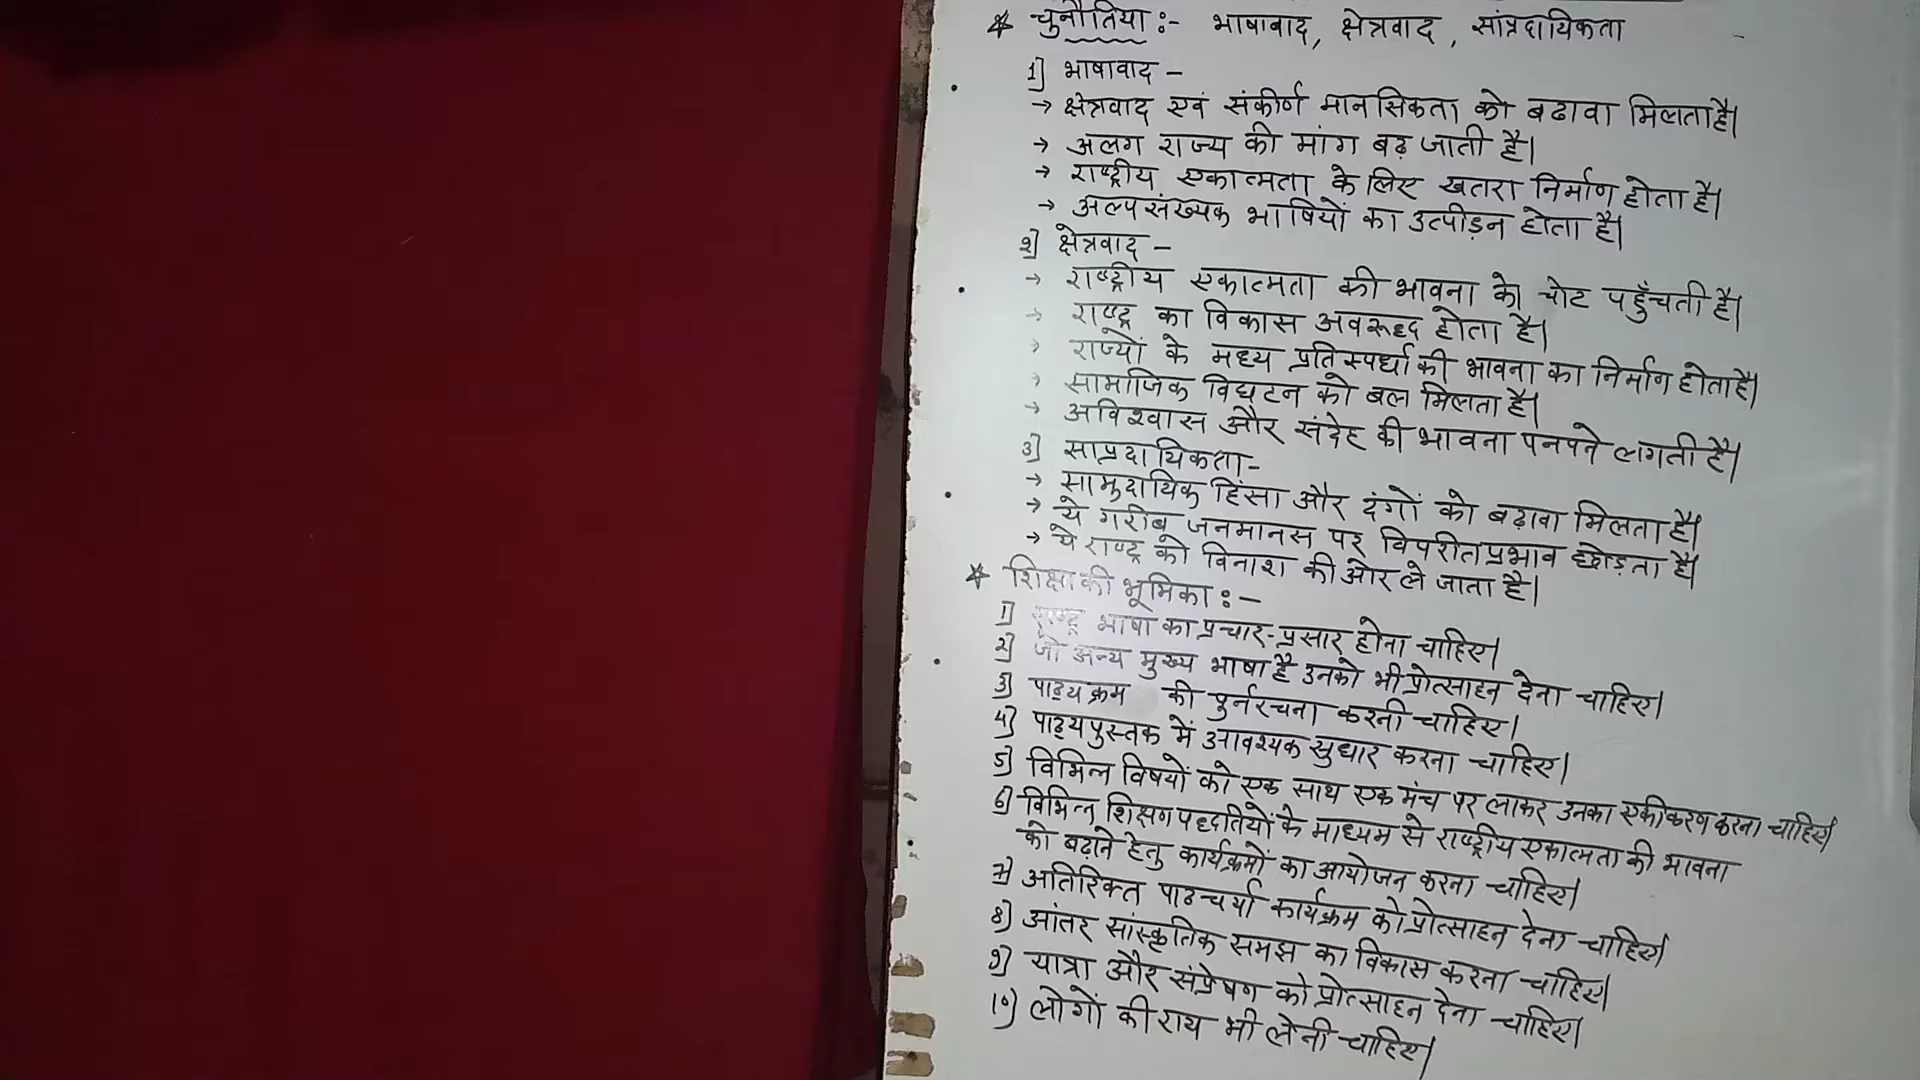 * चुनौतिया :- भाषावाद, क्षेत्रवाद, सांप्रदायिकता
1] भाषावाद –
→ क्षेत्रवाद एवं संकीर्ण मानसिकता को बढावा मिलता है।
→ अलग राज्य की मांग बढ़ जाती है।
→ राष्ट्रीय एकात्मता के लिए खतरा निर्माण होता है।
→ अल्पसंख्यक भाषियों का उत्पीड़न होता है।
२] क्षेत्रवाद –
→ राष्ट्रीय एकात्मता की भावना को चोट पहुँचती है।
→ राष्ट्र का विकास अवरूद्द होता है।
→ राज्यों के मध्य प्रतिस्पर्धा की भावना का निर्माण होता है।
→ सामाजिक विघटन को बल मिलता है।
→ अविश्वास और संदेह की भावना पनपने लागती है।
3] साप्रदायिकता-
→ सामुदायिक हिंसा और दंगों को बढ़ावा मिलता है।
→ ये गरीब जनमानस पर विपरीत प्रभाव छोड़ता है।
→ ये राष्ट्र को विनाश की ओर ले जाता है।
* शिक्षा की भूमिका :-
1] राष्ट्र भाषा का प्रचार-प्रसार होना चाहिए।
2] जो अन्य मुख्य भाषा है उनको भी प्रोत्साहन देना चाहिए।
3] पाठ्यक्रम की पुर्नरचना करनी चाहिए।
4] पाठ्यपुस्तक में आवश्यक सुधार करना चाहिए।
5] विभिन्न विषयों को एक साथ एक मंच पर लाकर उनका एकीकरण करना चाहिए।
6] विभिन्न शिक्षण पद्दतियों के माध्यम से राष्ट्रीय एकात्मता की भावना
को बढ़ाने हेतु कार्यक्रमों का आयोजन करना चाहिए।
7] अतिरिक्त पाठचर्या कार्यक्रम को प्रोत्साहन देना चाहिए।
8] आंतर सांस्कृतिक समझ का विकास करना चाहिए।
9] यात्रा और संप्रेषण को प्रोत्साहन देना चाहिए।
10] लोगों की राय भी लेनी चाहिए।